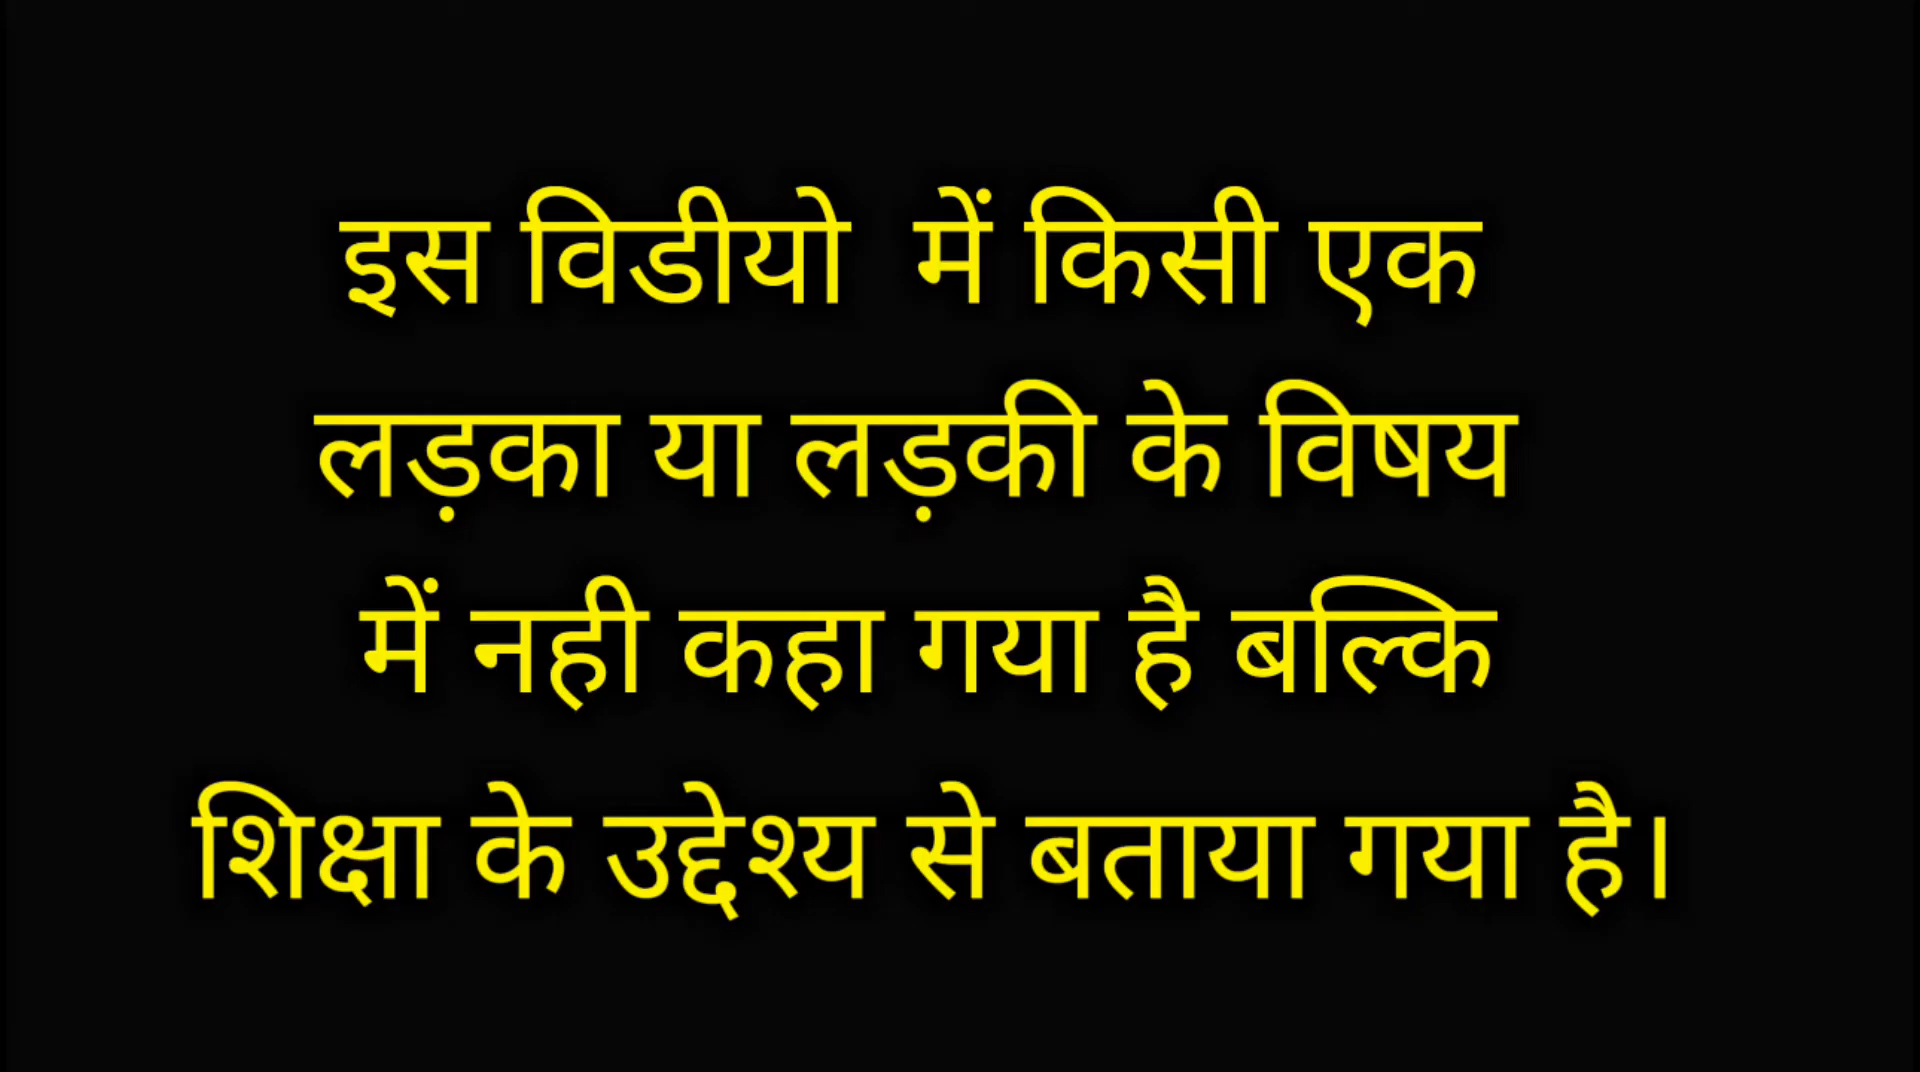 इस विडीयो में किसी एक
लड़का या लड़की के विषय
में नही कहा गया है बल्कि
शिक्षा के उद्देश्य से बताया गया है।